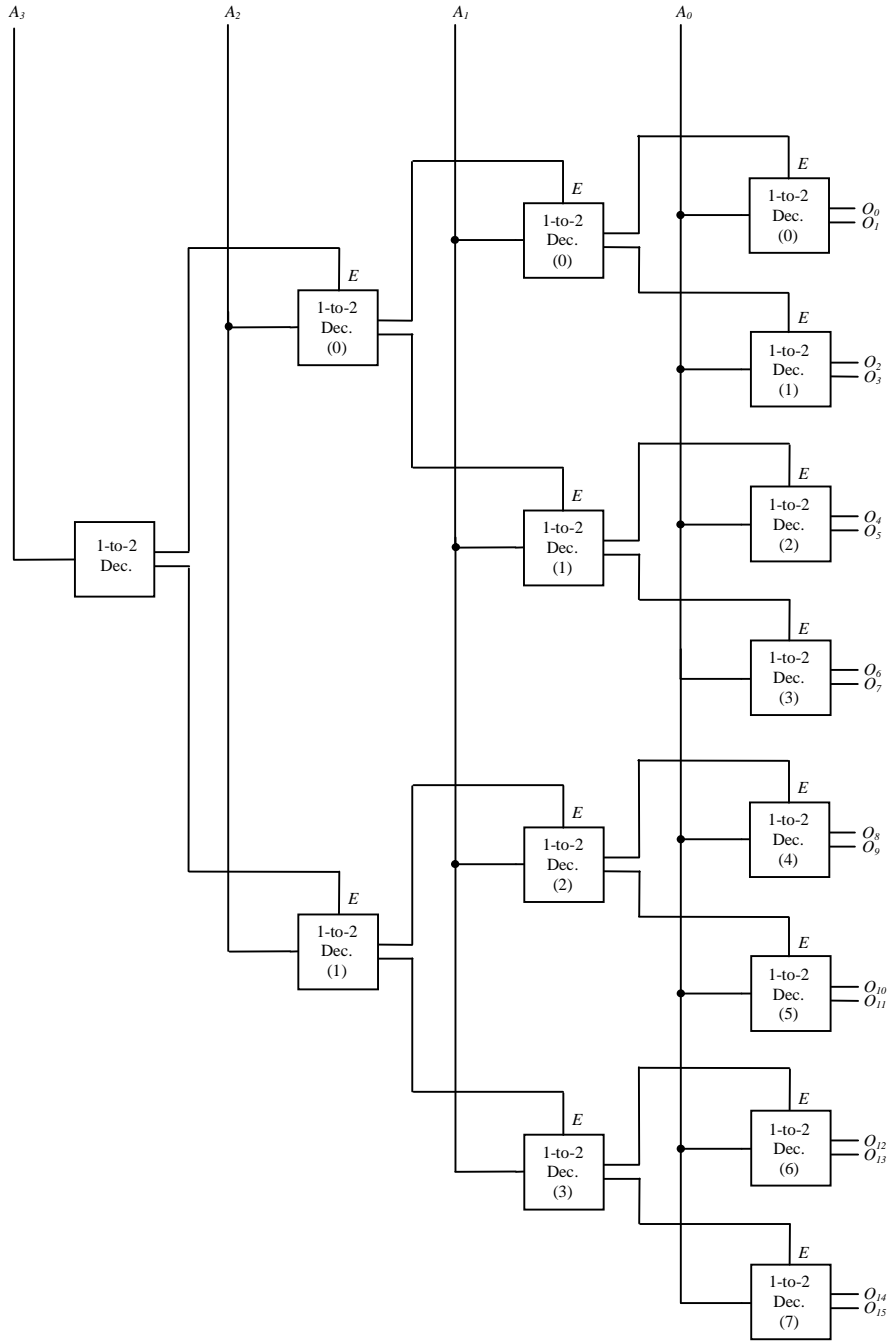 A3 A2 A1 A0
E
1-to-2
Dec.
(0)
O0
O1
E
1-to-2
Dec.
(0)
E
1-to-2
Dec.
(0)
E
1-to-2
Dec.
(1)
O2
O3
E
1-to-2
Dec.
(2)
O4
O5
E
1-to-2
Dec.
(1)
1-to-2
Dec.
E
1-to-2
Dec.
(3)
O6
O7
E
1-to-2
Dec.
(4)
O8
O9
E
1-to-2
Dec.
(2)
E
1-to-2
Dec.
(1)
E
1-to-2
Dec.
(5)
O10
O11
E
1-to-2
Dec.
(6)
O12
O13
E
1-to-2
Dec.
(3)
E
1-to-2
Dec.
(7)
O14
O15